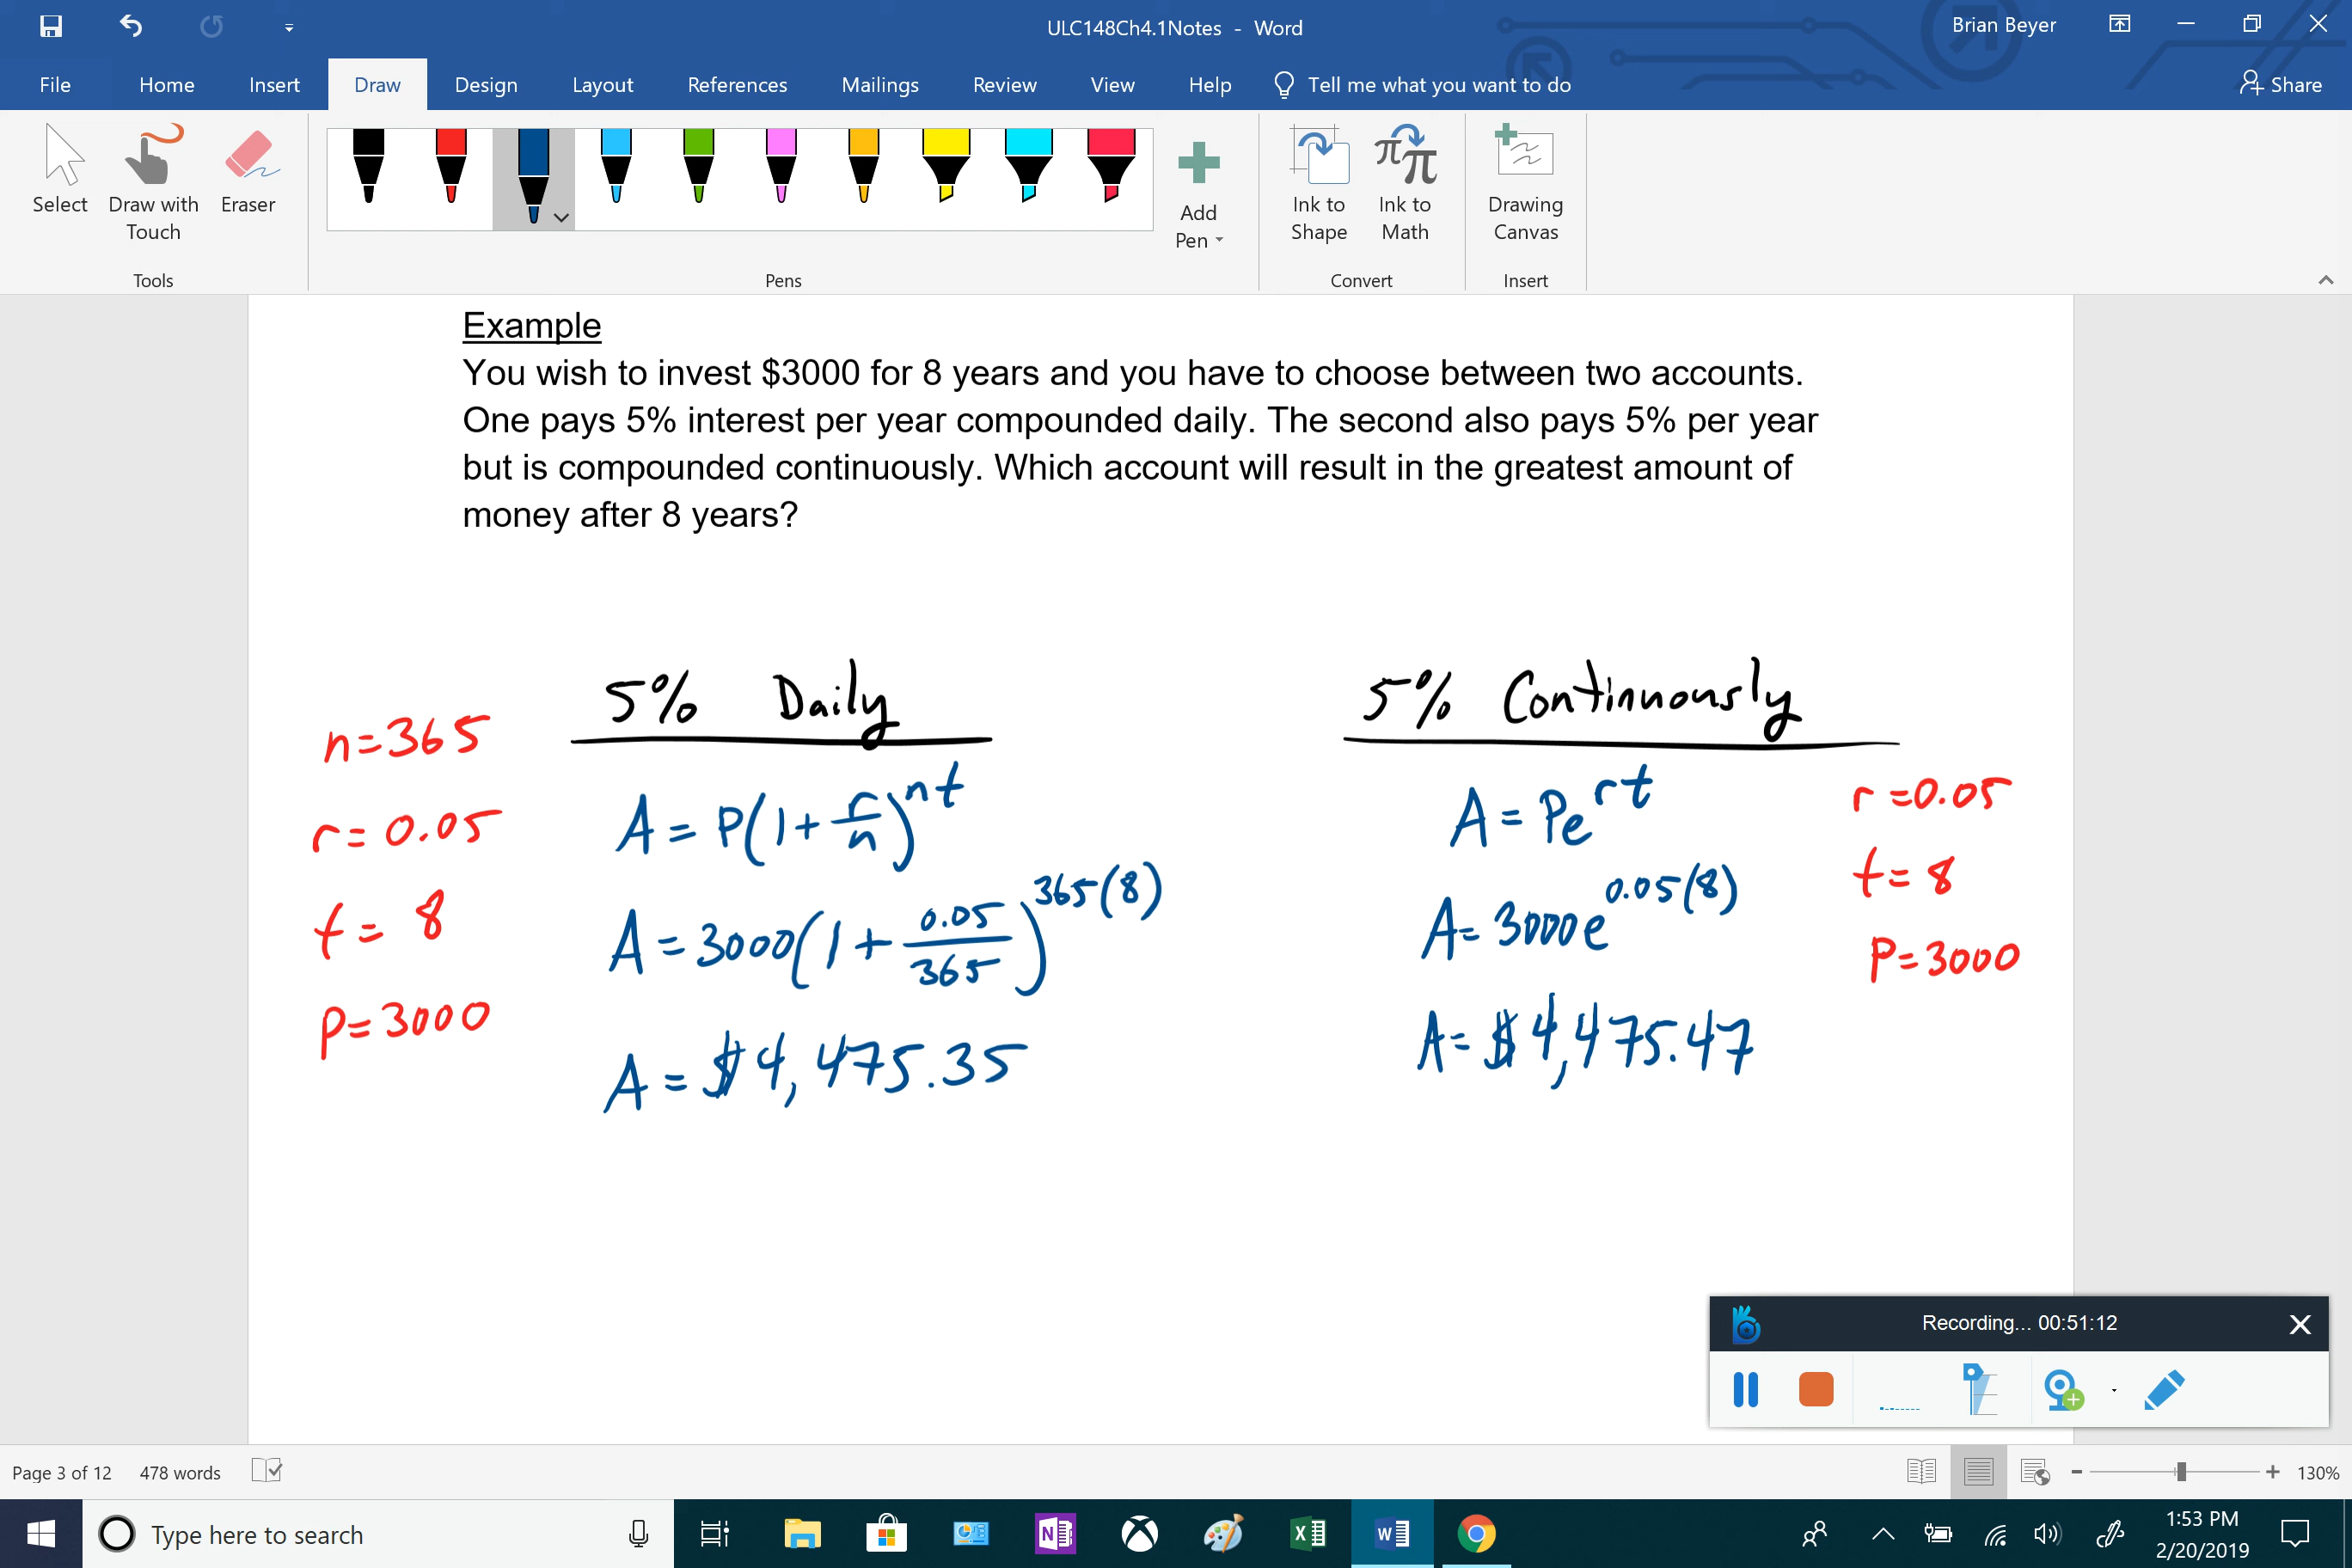 ULC148Ch4.1Notes - Word
Brian Beyer
File Home Insert Draw Design Layout References Mailings Review View Help Tell me what you want to do Share
Select
Draw with Touch
Eraser
Tools
Pens
Add Pen
Ink to Shape
Ink to Math
Convert
Drawing Canvas
Insert
Example
You wish to invest $3000 for 8 years and you have to choose between two accounts.
One pays 5% interest per year compounded daily. The second also pays 5% per year
but is compounded continuously. Which account will result in the greatest amount of
money after 8 years?
5% Daily
n=365
r=0.05
t=8
P=3000
A=P(1+r/n)^nt
A=3000(1+0.05/365)^365(8)
A=$4,475.35
5% Continuously
A=Pe^rt
A=3000e^0.05(8)
A=$4,475.47
r=0.05
t=8
P=3000
Recording... 00:51:12
Page 3 of 12 478 words
130%
Type here to search
1:53 PM
2/20/2019